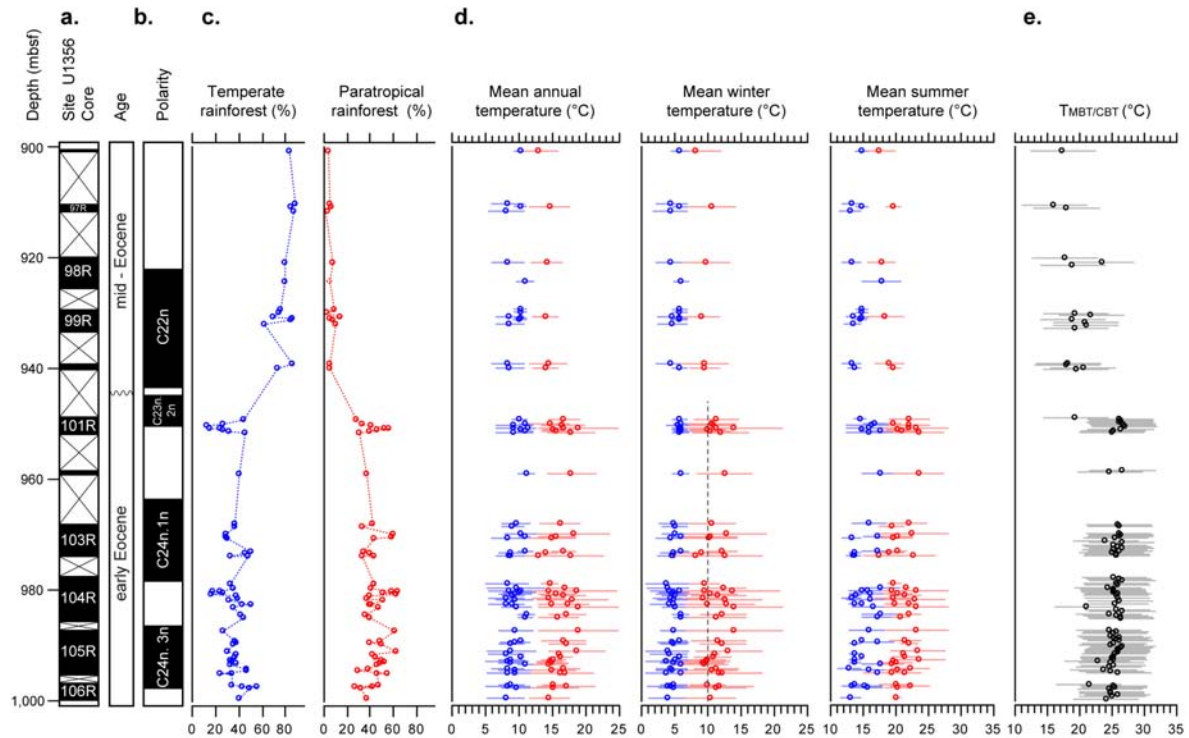 a. b. c. d. e.
Depth (mbsf)
Site U1356
Core
Age
Polarity
Temperate
rainforest (%)
Paratropical
rainforest (%)
Mean annual
temperature (°C)
Mean winter
temperature (°C)
Mean summer
temperature (°C)
TMBT/CBT (°C)
900
920
940
960
980
1,000
97R
98R
99R
101R
103R
104R
105R
106R
mid - Eocene
early Eocene
C22n
C23n.
2n
C24n.1n
C24n. 3n
0 20 40 60 80
0 20 40 60 80
0 5 10 15 20 25
0 5 10 15 20 25
10 15 20 25 30 35
10 15 20 25 30 35